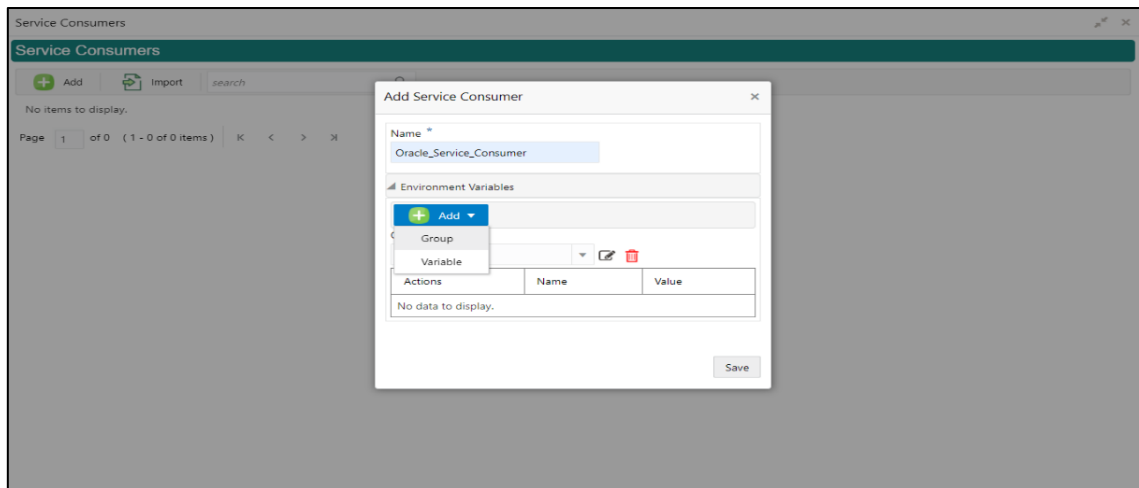 Service Consumers
Service Consumers
Add Import search
No items to display.
Page 1 of 0 ( 1 - 0 of 0 items ) K < > >|
Add Service Consumer
Name *
Oracle_Service_Consumer
Environment Variables
Add
Group
Variable
Actions Name Value
No data to display.
Save